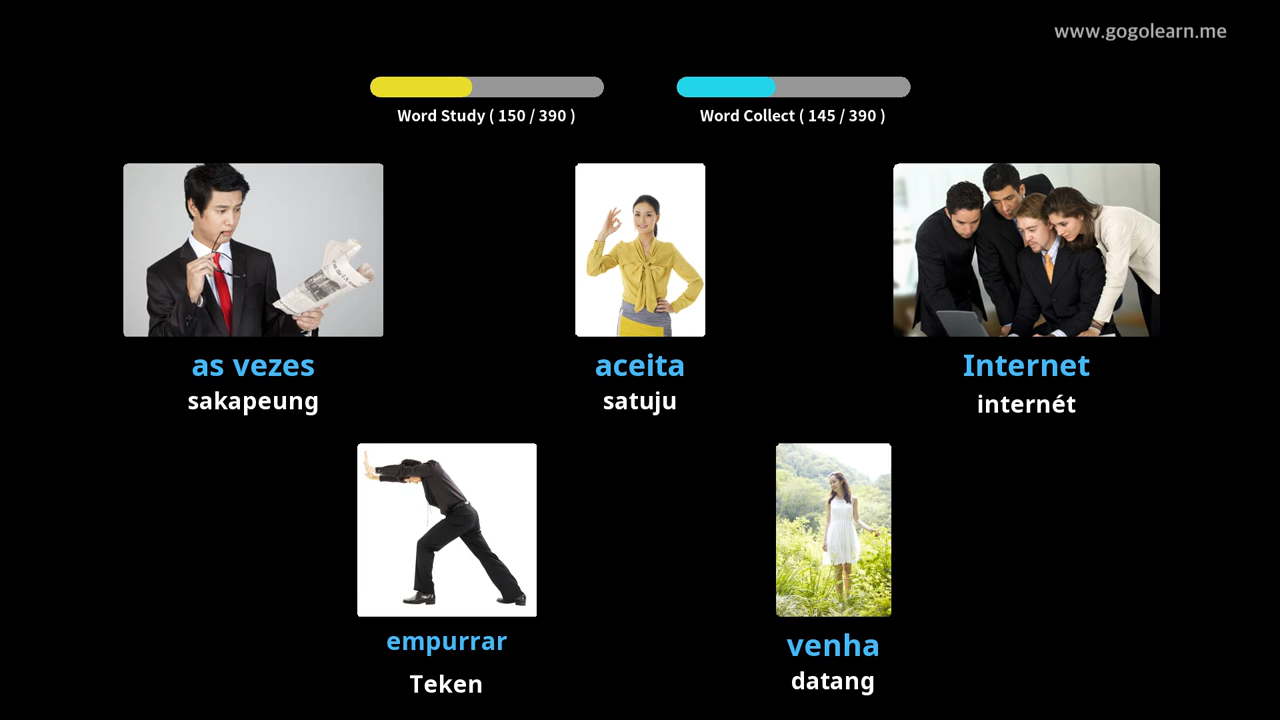 www.gogolearn.me
Word Study ( 150 / 390 )
Word Collect ( 145 / 390 )
as vezes
sakapeung
aceita
satuju
Internet
internét
empurrar
Teken
venha
datang